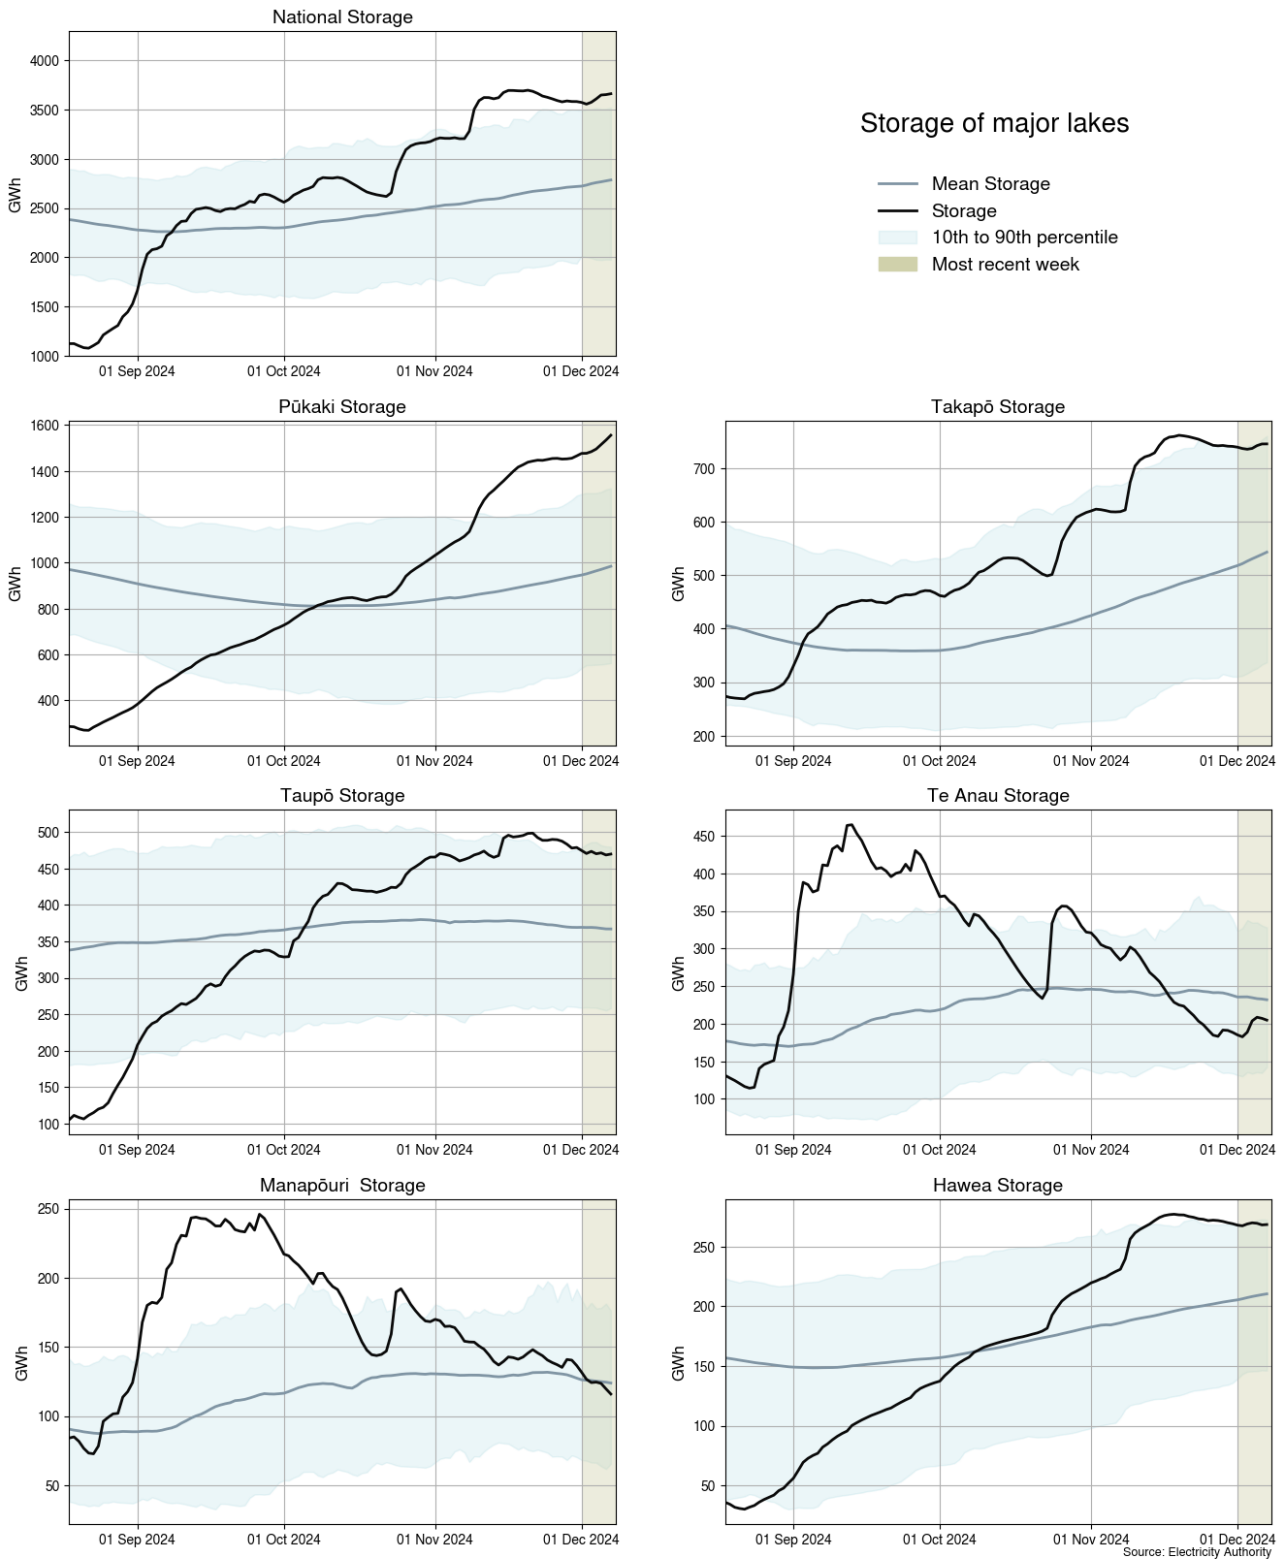 National Storage
4000
3500
3000
2500
2000
1500
1000
GWh
01 Sep 2024
01 Oct 2024
01 Nov 2024
01 Dec 2024
Storage of major lakes
Mean Storage
Storage
10th to 90th percentile
Most recent week
Pūkaki Storage
1600
1400
1200
1000
800
600
400
GWh
01 Sep 2024
01 Oct 2024
01 Nov 2024
01 Dec 2024
Takapō Storage
700
600
500
400
300
200
GWh
01 Sep 2024
01 Oct 2024
01 Nov 2024
01 Dec 2024
Taupō Storage
500
450
400
350
300
250
200
150
100
GWh
01 Sep 2024
01 Oct 2024
01 Nov 2024
01 Dec 2024
Te Anau Storage
450
400
350
300
250
200
150
100
GWh
01 Sep 2024
01 Oct 2024
01 Nov 2024
01 Dec 2024
Manapōuri  Storage
250
200
150
100
50
GWh
01 Sep 2024
01 Oct 2024
01 Nov 2024
01 Dec 2024
Hawea Storage
250
200
150
100
50
GWh
01 Sep 2024
01 Oct 2024
01 Nov 2024
01 Dec 2024
Source: Electricity Authority